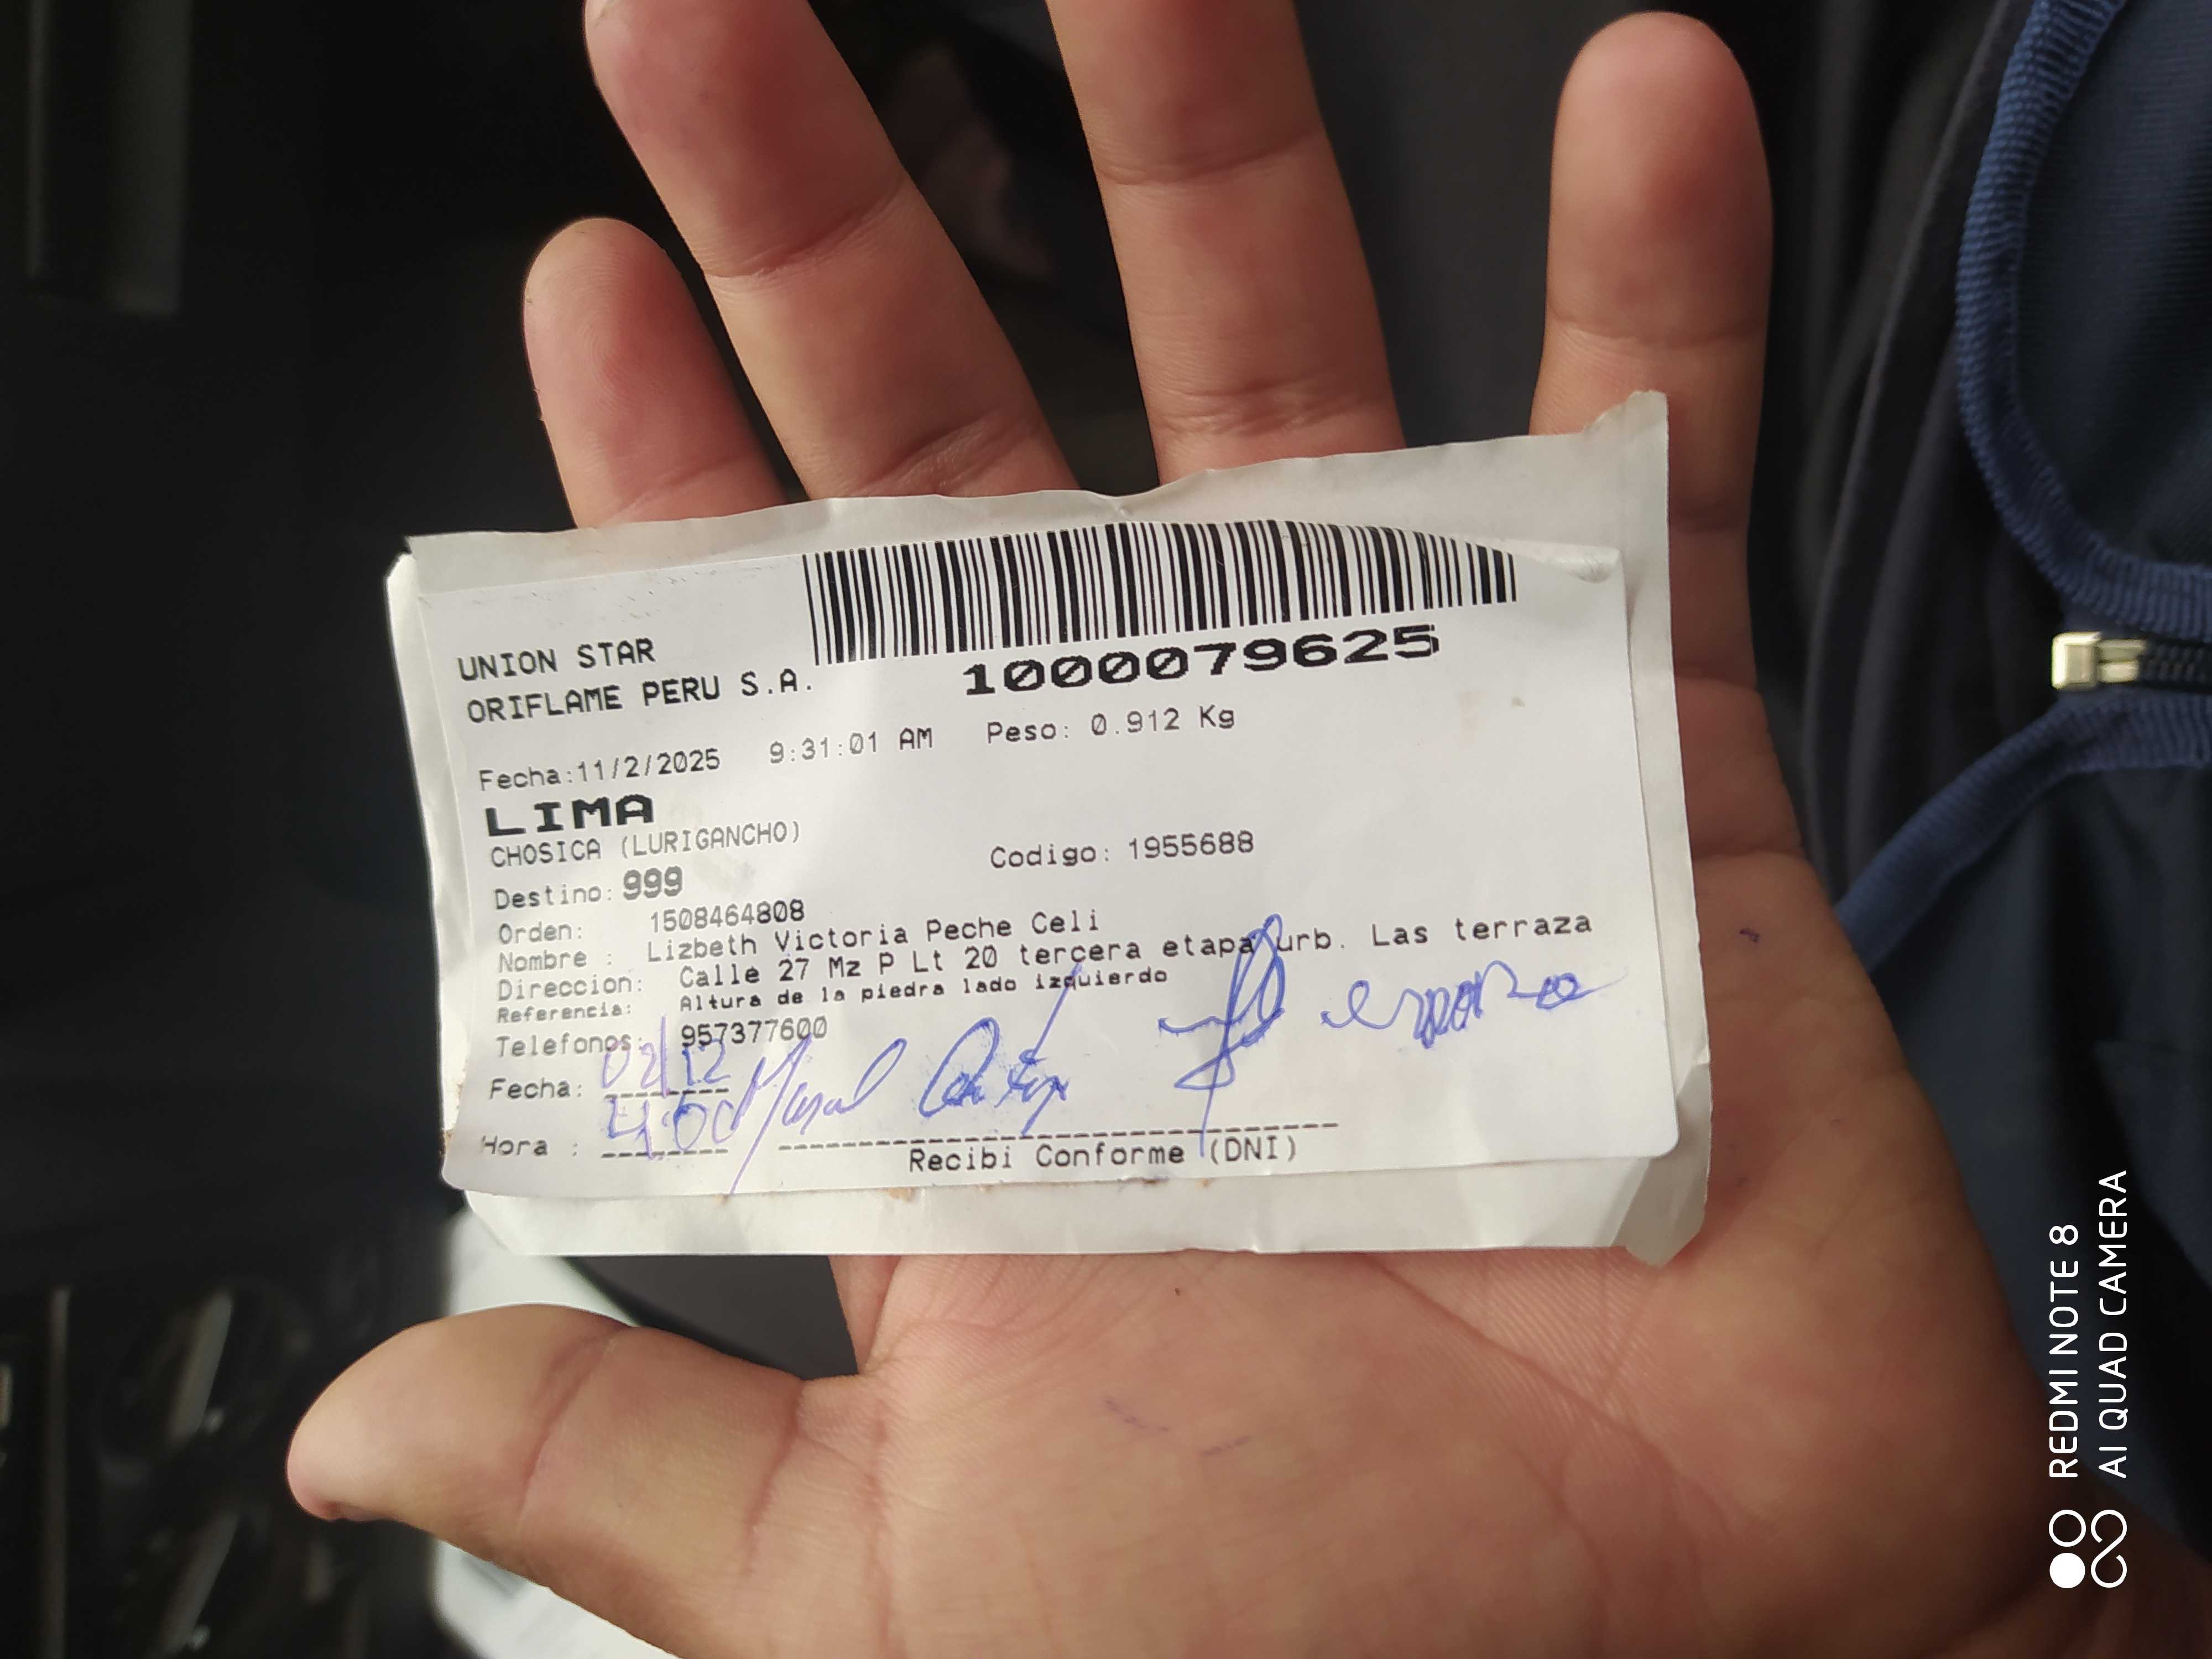 UNION STAR
ORIFLAME PERU S.A.
1000079625
Fecha:11/2/2025 9:31:01 AM Peso: 0.912 Kg
LIMA
CHOSICA (LURIGANCHO)
Codigo: 1955688
Destino: 999
Orden: 1508464808
Nombre : Lizbeth Victoria Peche Celi
Direccion: Calle 27 Mz P Lt 20 tercera etapa urb. Las terraza
Referencia: Altura de la piedra lado izquierdo
Telefonos: 957377600
Fecha: 02/12
Hora : 4:00
Recibi Conforme (DNI)
REDMI NOTE 8
AI QUAD CAMERA